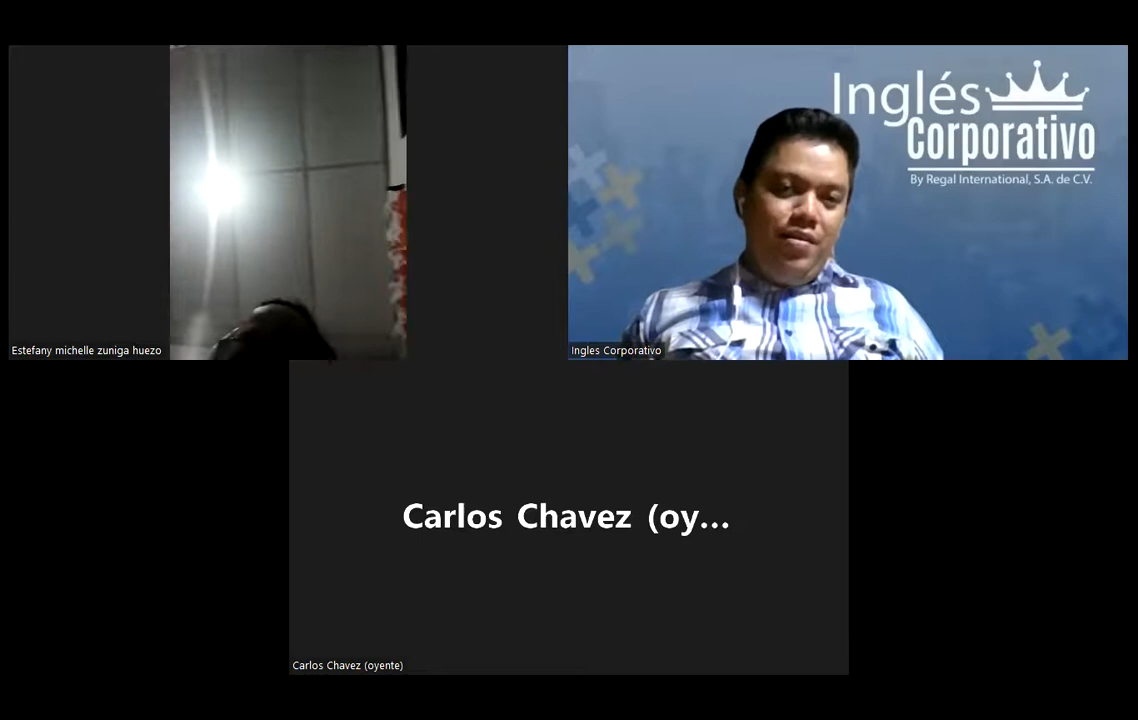 Inglés
Corporativo
By Regal International, S.A. de C.V.
Estefany michelle zuniga huezo
Ingles Corporativo
Carlos Chavez (oy...
Carlos Chavez (oyente)